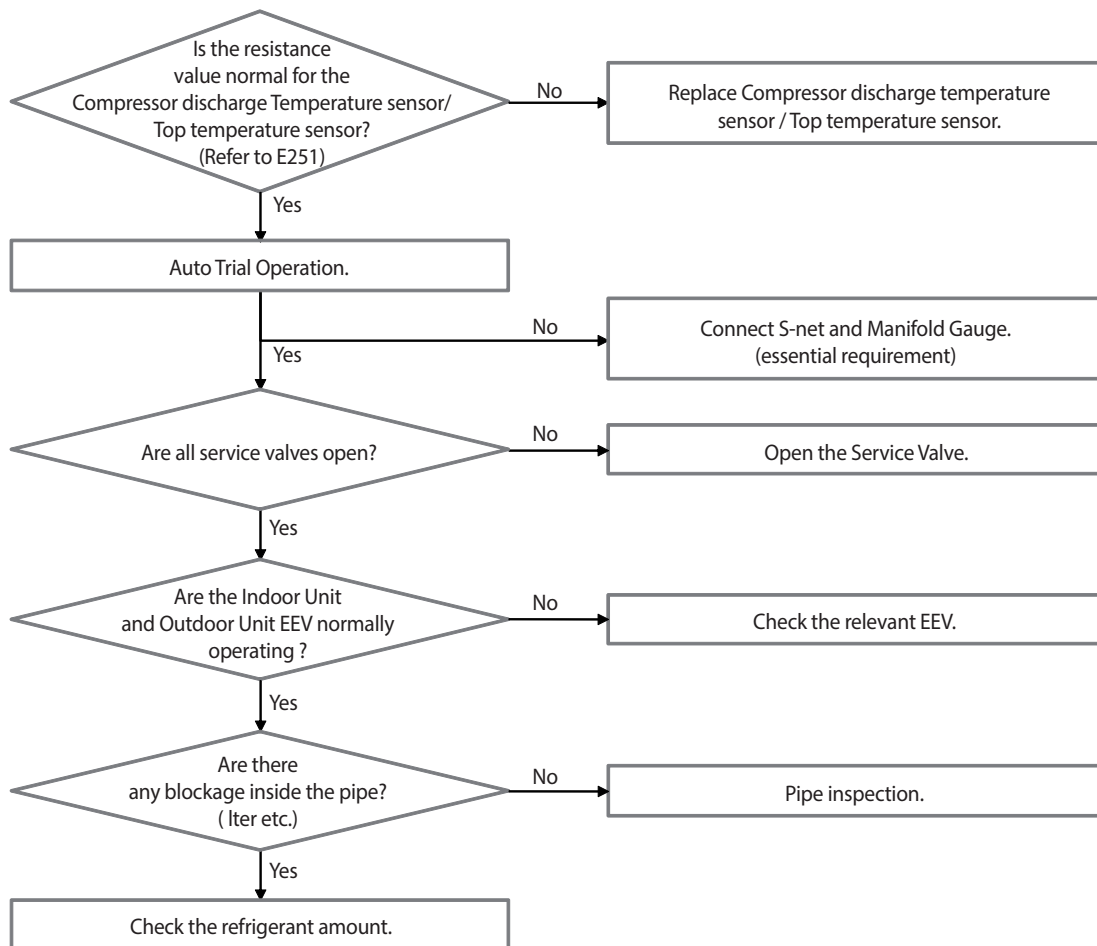 Is the resistance
value normal for the
Compressor discharge Temperature sensor/
Top temperature sensor?
(Refer to E251)
No
Replace Compressor discharge temperature
sensor / Top temperature sensor.
Yes
Auto Trial Operation.
No
Connect S-net and Manifold Gauge.
(essential requirement)
Yes
Are all service valves open?
No
Open the Service Valve.
Yes
Are the Indoor Unit
and Outdoor Unit EEV normally
operating ?
No
Check the relevant EEV.
Yes
Are there
any blockage inside the pipe?
( lter etc.)
No
Pipe inspection.
Yes
Check the refrigerant amount.